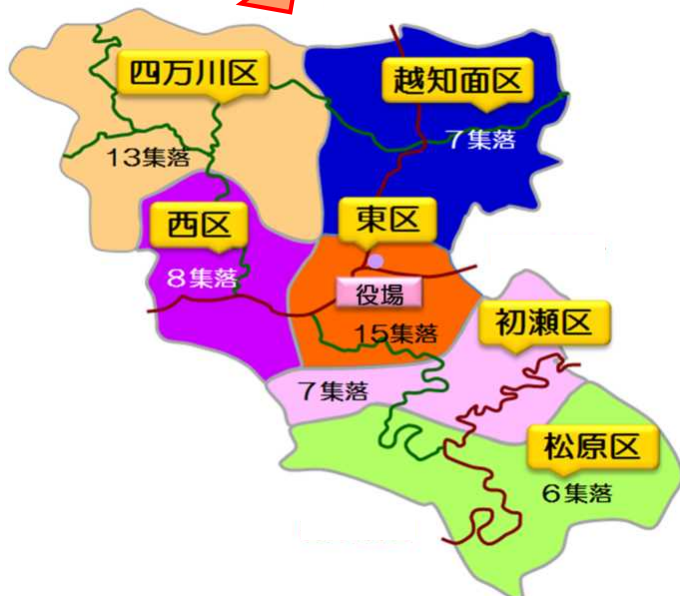 四万川区
越知面区
7集落
13集落
西区
東区
8集落
役場
15集落
初瀬区
7集落
松原区
6集落